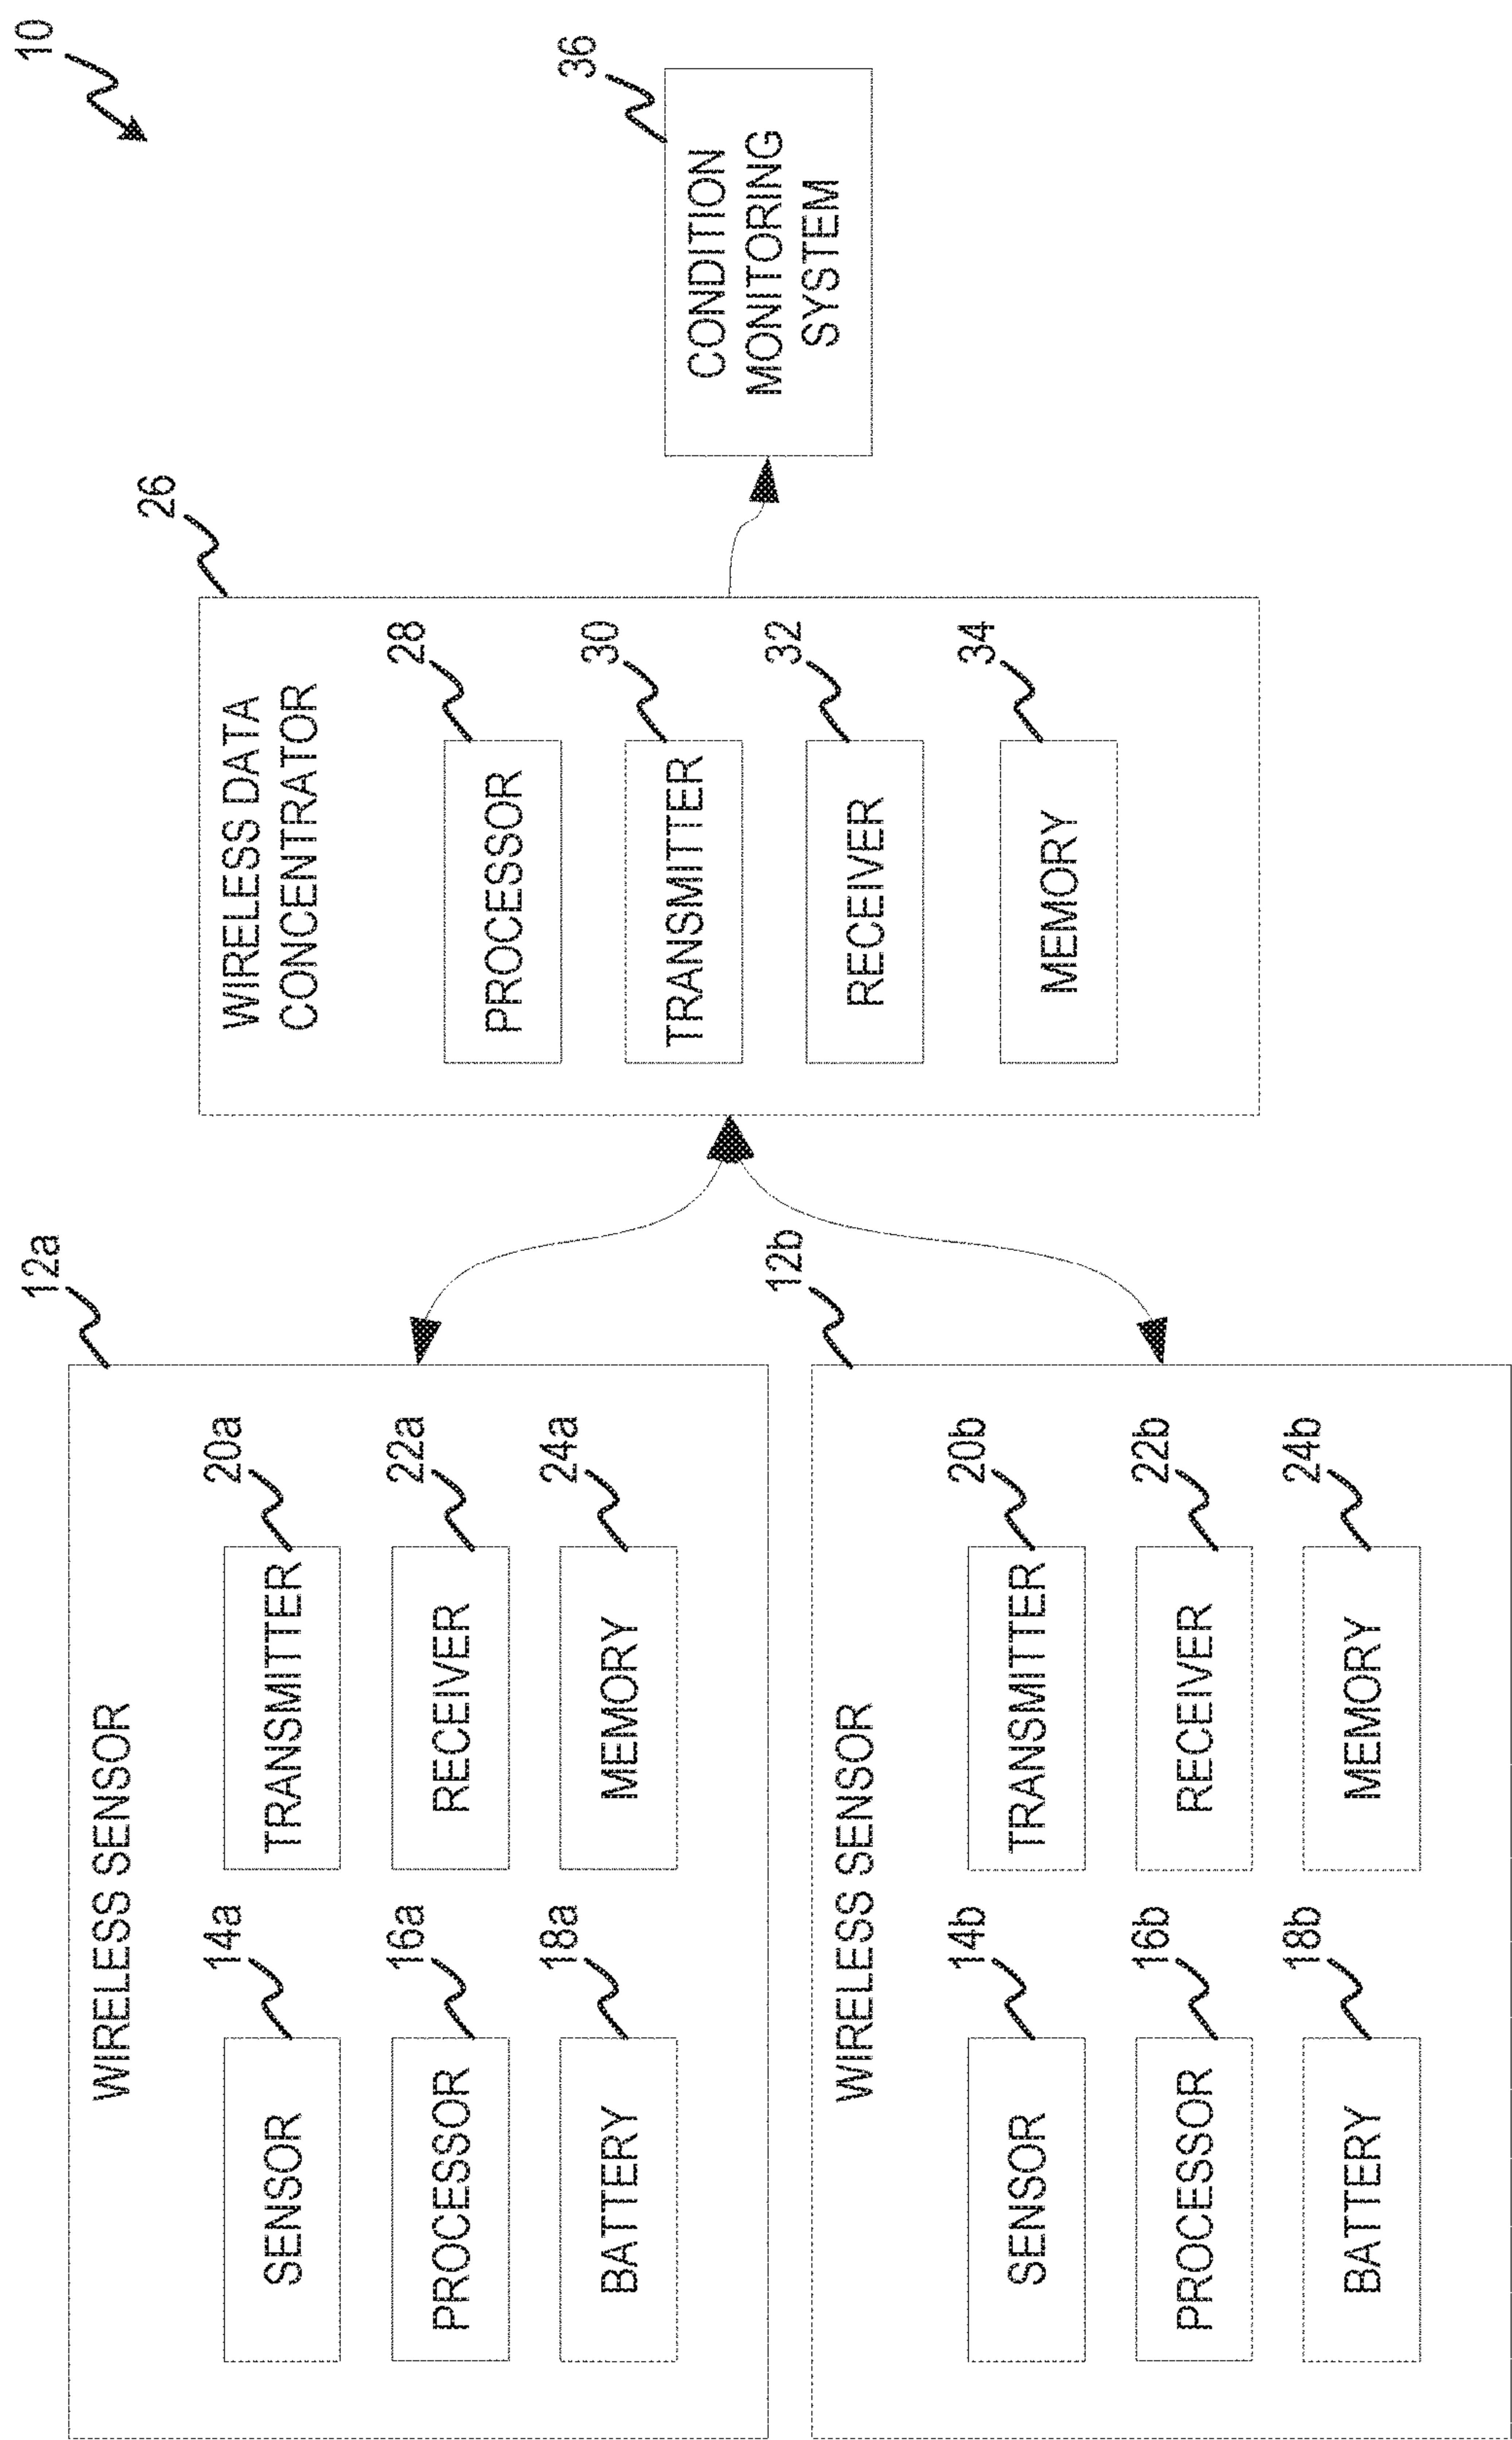 10
12a
WIRELESS SENSOR
14a
SENSOR
20a
TRANSMITTER
16a
PROCESSOR
22a
RECEIVER
18a
BATTERY
24a
MEMORY
12b
WIRELESS SENSOR
14b
SENSOR
20b
TRANSMITTER
16b
PROCESSOR
22b
RECEIVER
18b
BATTERY
24b
MEMORY
26
WIRELESS DATA
CONCENTRATOR
28
PROCESSOR
30
TRANSMITTER
32
RECEIVER
34
MEMORY
36
CONDITION
MONITORING
SYSTEM